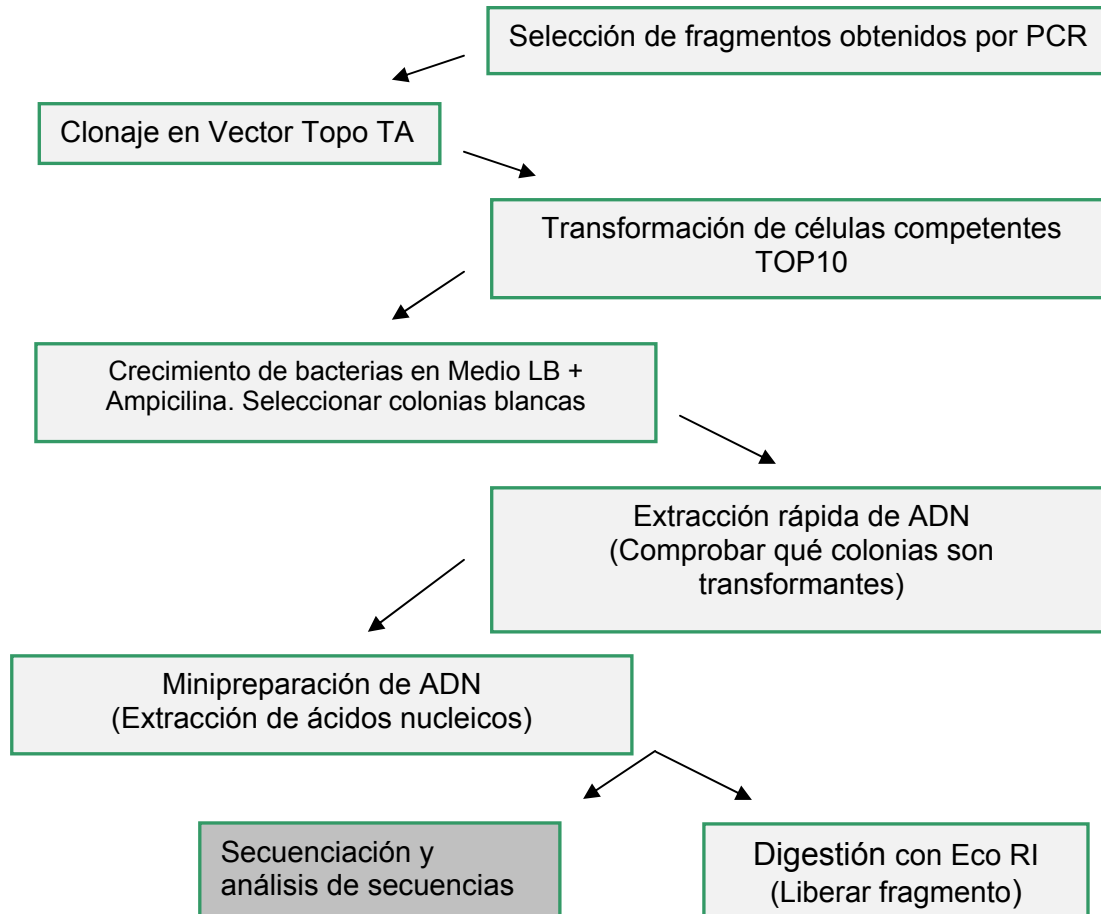 Selección de fragmentos obtenidos por PCR
Clonaje en Vector Topo TA
Transformación de células competentes
TOP10
Crecimiento de bacterias en Medio LB +
Ampicilina. Seleccionar colonias blancas
Extracción rápida de ADN
(Comprobar qué colonias son
transformantes)
Minipreparación de ADN
(Extracción de ácidos nucleicos)
Secuenciación y
análisis de secuencias
Digestión con Eco RI
(Liberar fragmento)